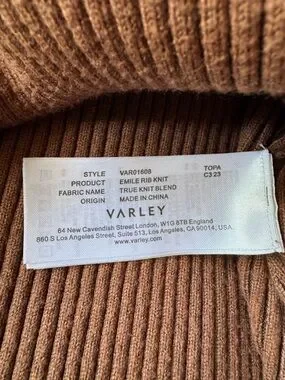 STYLE VAR01608 TOPA
PRODUCT EMILE RIB KNIT C3 23
FABRIC NAME TRUE KNIT BLEND
ORIGIN MADE IN CHINA
VARLEY
64 New Cavendish Street London, W1G 8TB England
860 S Los Angeles Street, Suite 513, Los Angeles, CA 90014, USA
www.varley.com